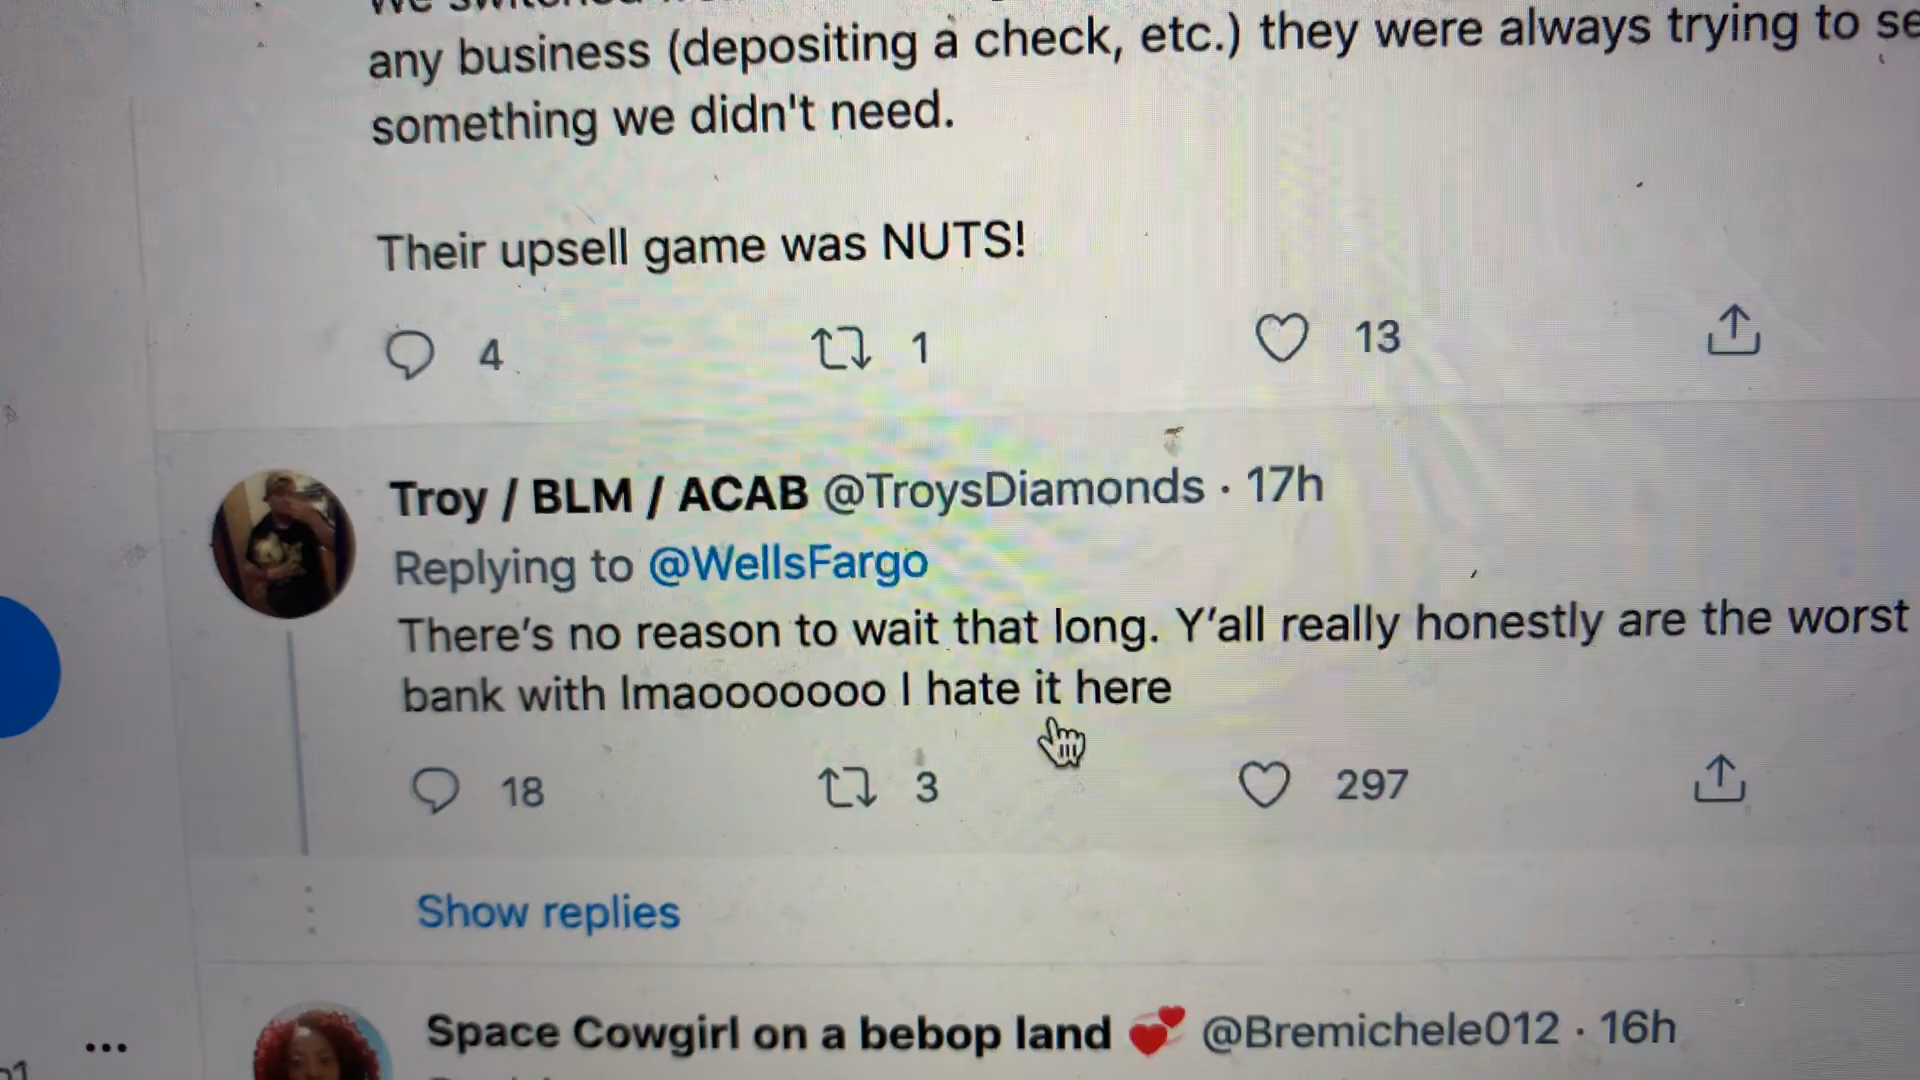 We switched
any business (depositing a check, etc.) they were always trying to
something we didn't need.
Their upsell game was NUTS!
4 1 13
Troy / BLM / ACAB @TroysDiamonds · 17h
Replying to @WellsFargo
There’s no reason to wait that long. Y’all really honestly are the worst
bank with lmaooooooo I hate it here
18 3 297
Show replies
Space Cowgirl on a bebop land 💞 @Bremichele012 · 16h